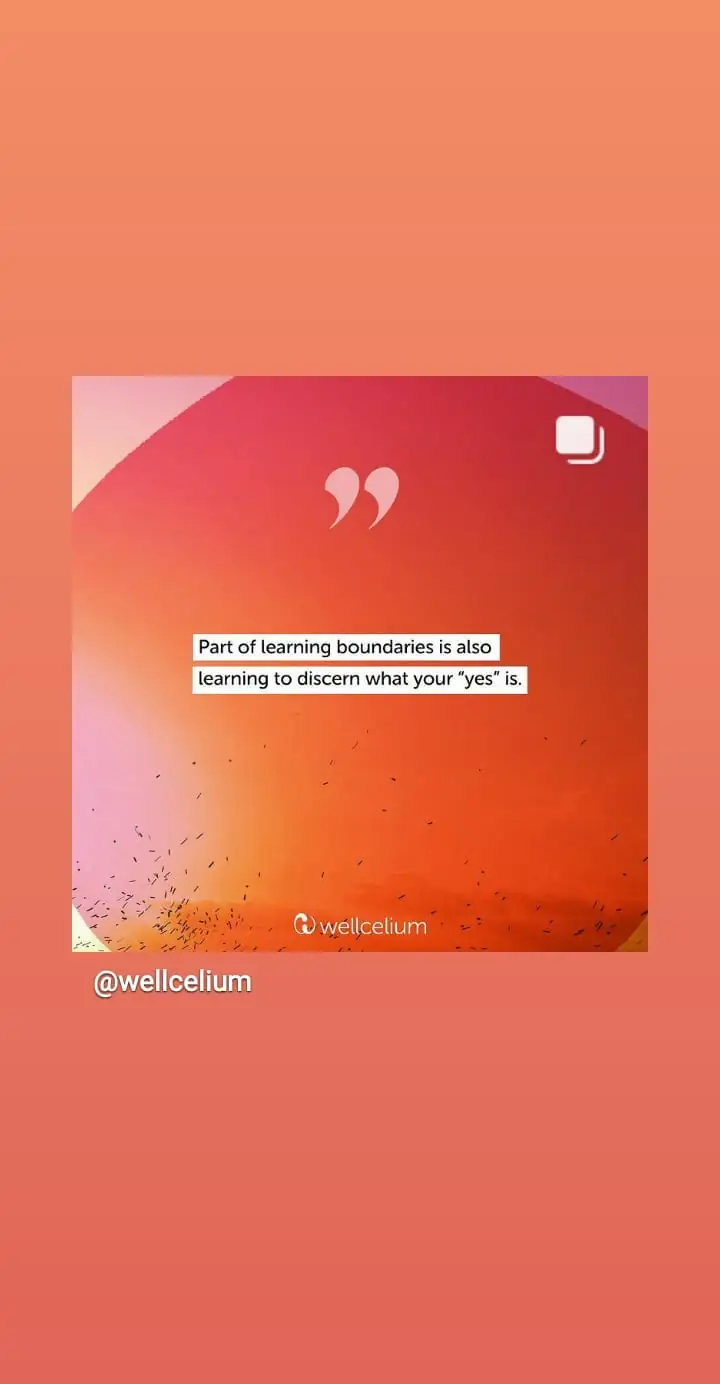 ”
Part of learning boundaries is also
learning to discern what your “yes” is.
wellcelium
@wellcelium